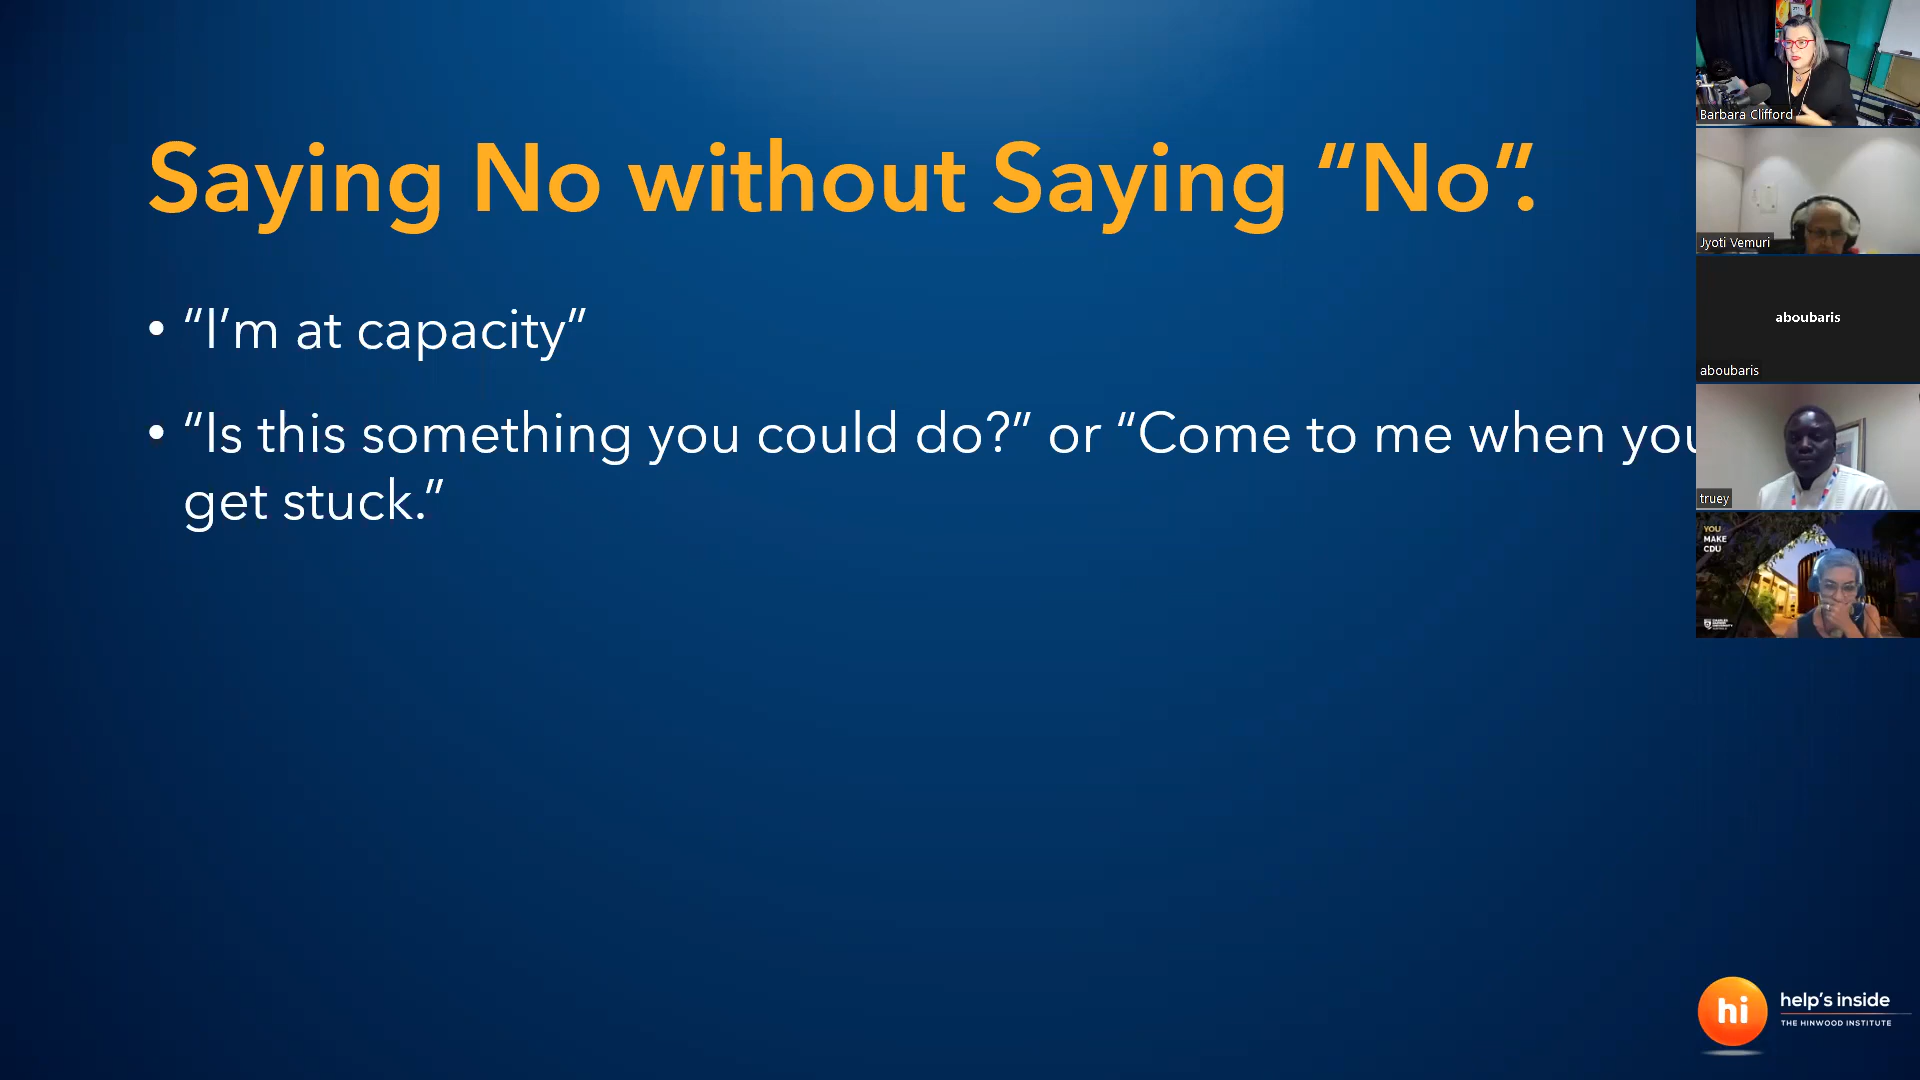 Saying No without Saying “No”.
• “I’m at capacity”
• “Is this something you could do?” or “Come to me when you
get stuck.”
Barbara Clifford
Jyoti Vemuri
aboubaris
aboubaris
truey
YOU
MAKE
CDU
hi
help’s inside
THE HINWOOD INSTITUTE